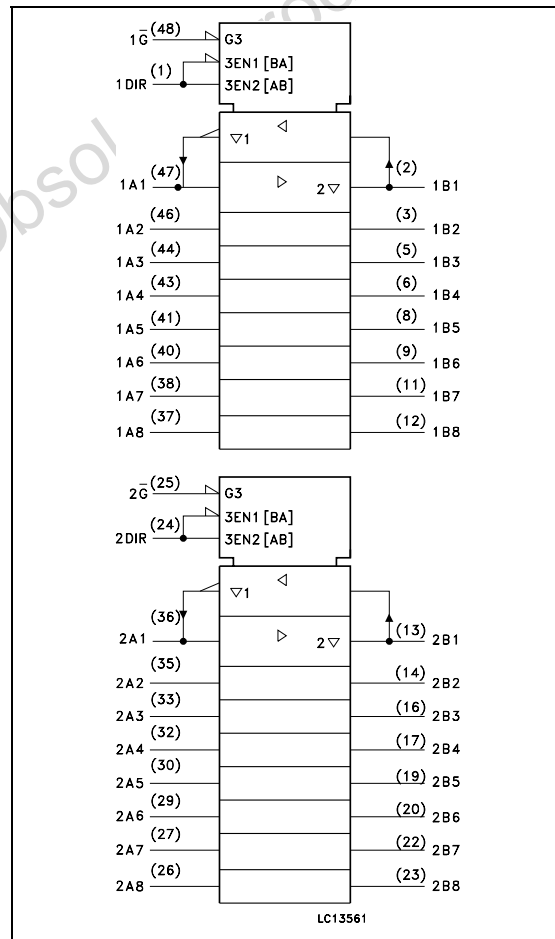 1G̅ (48) G3
3EN1 [BA]
1DIR (1) 3EN2 [AB]
▽1 ◁
1A1 (47) ▷ 2▽ (2) 1B1
1A2 (46) (3) 1B2
1A3 (44) (5) 1B3
1A4 (43) (6) 1B4
1A5 (41) (8) 1B5
1A6 (40) (9) 1B6
1A7 (38) (11) 1B7
1A8 (37) (12) 1B8
2G̅ (25) G3
3EN1 [BA]
2DIR (24) 3EN2 [AB]
▽1 ◁
2A1 (36) ▷ 2▽ (13) 2B1
2A2 (35) (14) 2B2
2A3 (33) (16) 2B3
2A4 (32) (17) 2B4
2A5 (30) (19) 2B5
2A6 (29) (20) 2B6
2A7 (27) (22) 2B7
2A8 (26) (23) 2B8
LC13561